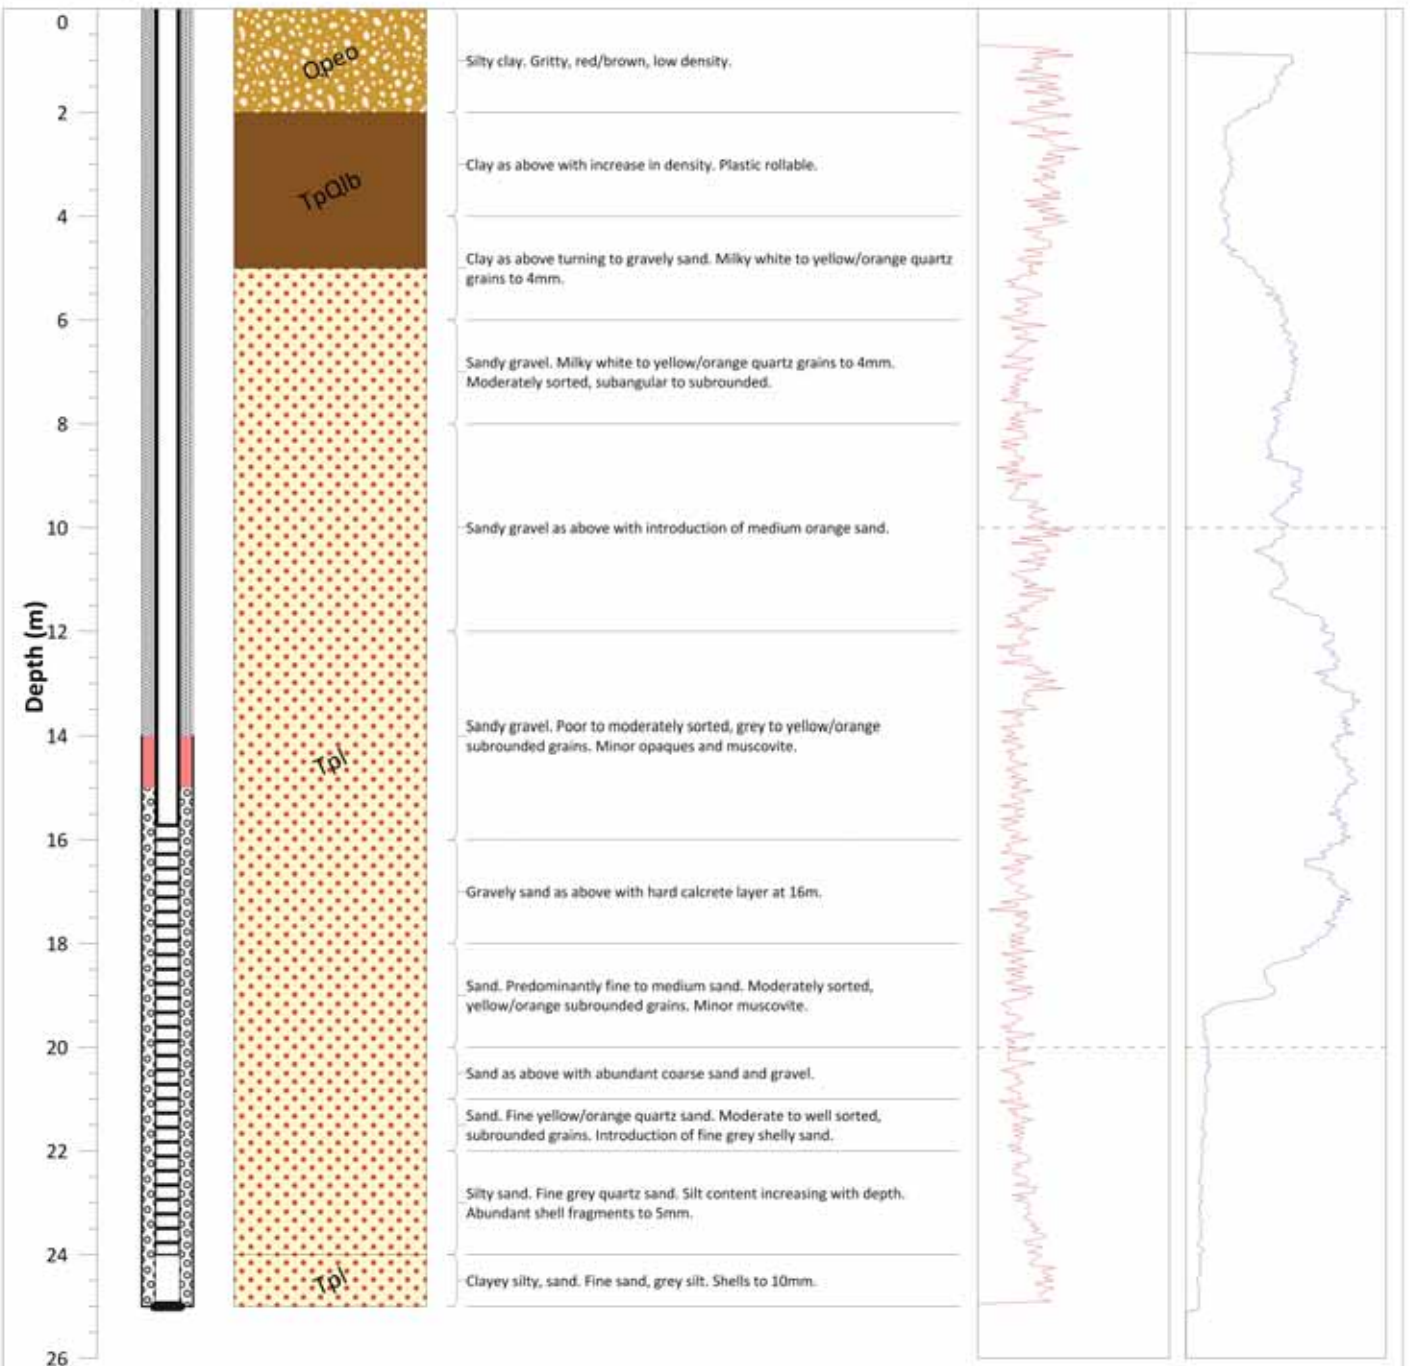 0
Qpeo
Silty clay. Gritty, red/brown, low density.
2
TpQlb
Clay as above with increase in density. Plastic rollable.
4
Clay as above turning to gravely sand. Milky white to yellow/orange quartz
grains to 4mm.
6
Sandy gravel. Milky white to yellow/orange quartz grains to 4mm.
Moderately sorted, subangular to subrounded.
8
10
Sandy gravel as above with introduction of medium orange sand.
Depth (m)
12
14
Tpl
Sandy gravel. Poor to moderately sorted, grey to yellow/orange
subrounded grains. Minor opaques and muscovite.
16
Gravely sand as above with hard calcrete layer at 16m.
18
Sand. Predominantly fine to medium sand. Moderately sorted,
yellow/orange subrounded grains. Minor muscovite.
20
Sand as above with abundant coarse sand and gravel.
Sand. Fine yellow/orange quartz sand. Moderate to well sorted,
subrounded grains. Introduction of fine grey shelly sand.
22
Silty sand. Fine grey quartz sand. Silt content increasing with depth.
Abundant shell fragments to 5mm.
24
Tpl
Clayey silty, sand. Fine sand, grey silt. Shells to 10mm.
26